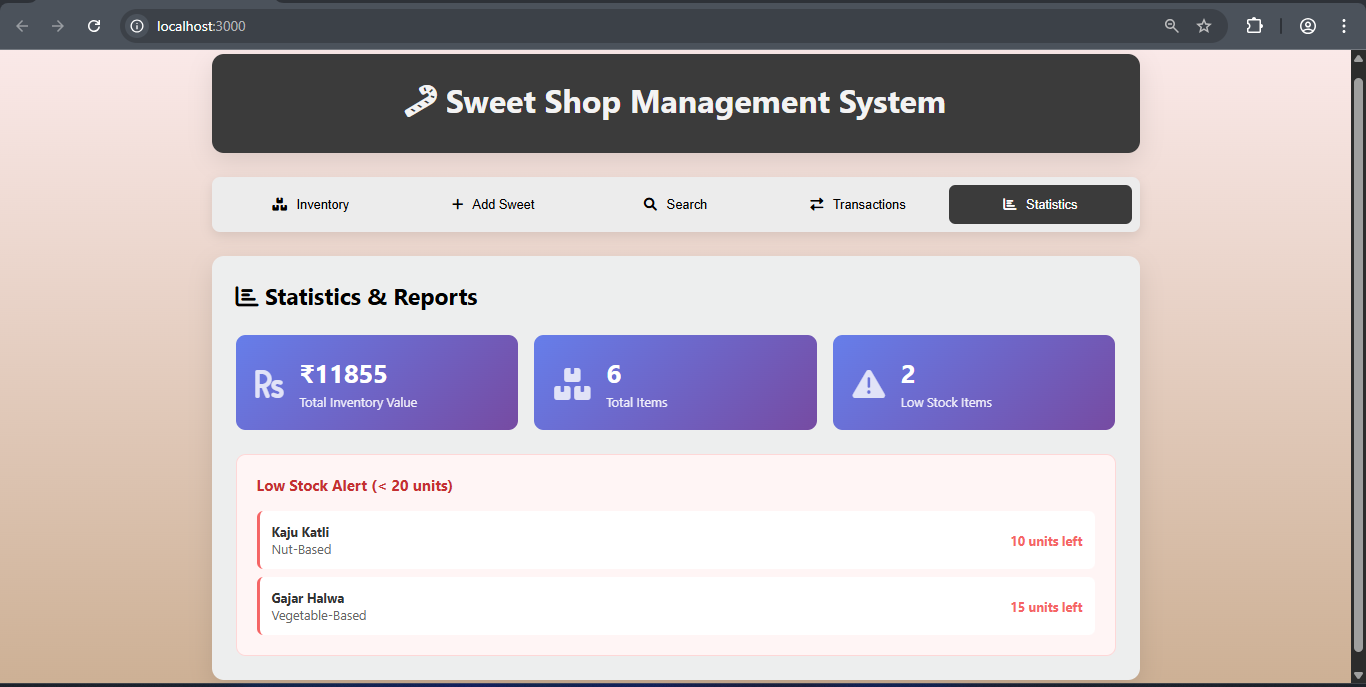 localhost:3000
Sweet Shop Management System
Inventory
Add Sweet
Search
Transactions
Statistics
Statistics & Reports
Rs
₹11855
Total Inventory Value
6
Total Items
2
Low Stock Items
Low Stock Alert (< 20 units)
Kaju Katli
Nut-Based
10 units left
Gajar Halwa
Vegetable-Based
15 units left